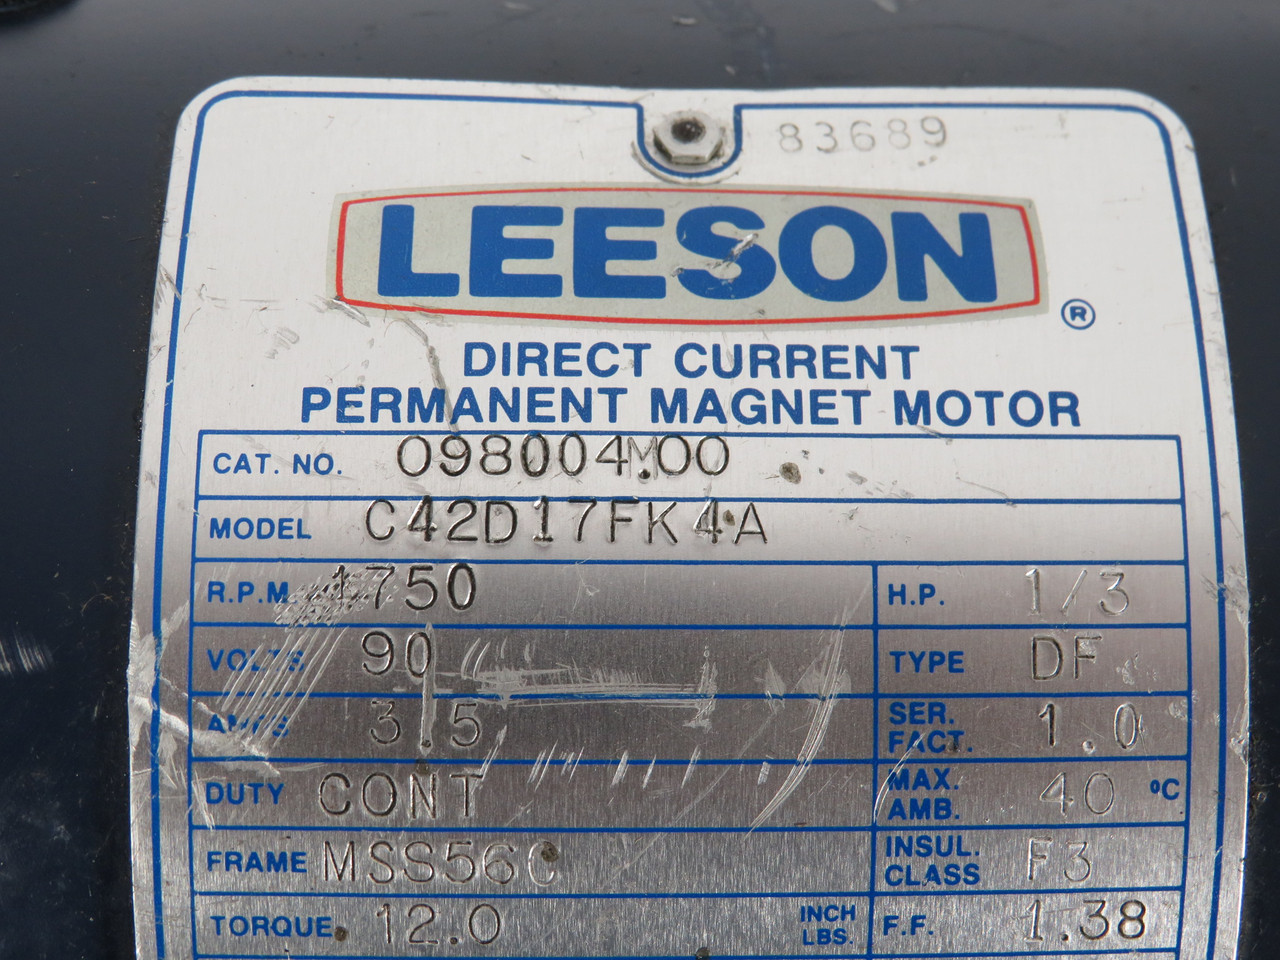 83689
LEESON ®
DIRECT CURRENT
PERMANENT MAGNET MOTOR
CAT. NO. 098004M00
MODEL C42D17FK4A
R.P.M. 1750 H.P. 1/3
VOLTS 90 TYPE DF
AMPS 3.5 SER. FACT. 1.0
DUTY CONT MAX. AMB. 40 °C
FRAME MSS56C INSUL. CLASS F3
TORQUE 12.0 INCH LBS. F.F. 1.38